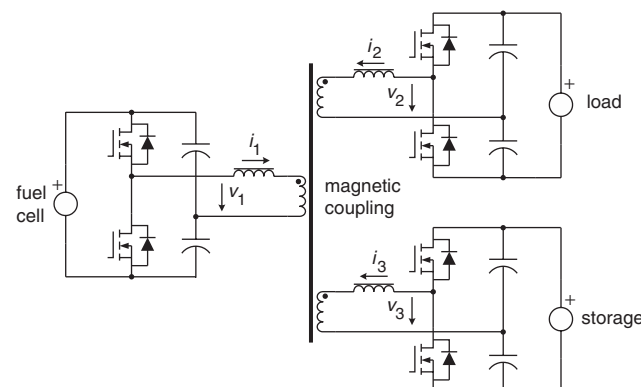 fuel
cell
+
i1
v1
magnetic
coupling
i2
v2
+
load
i3
v3
+
storage